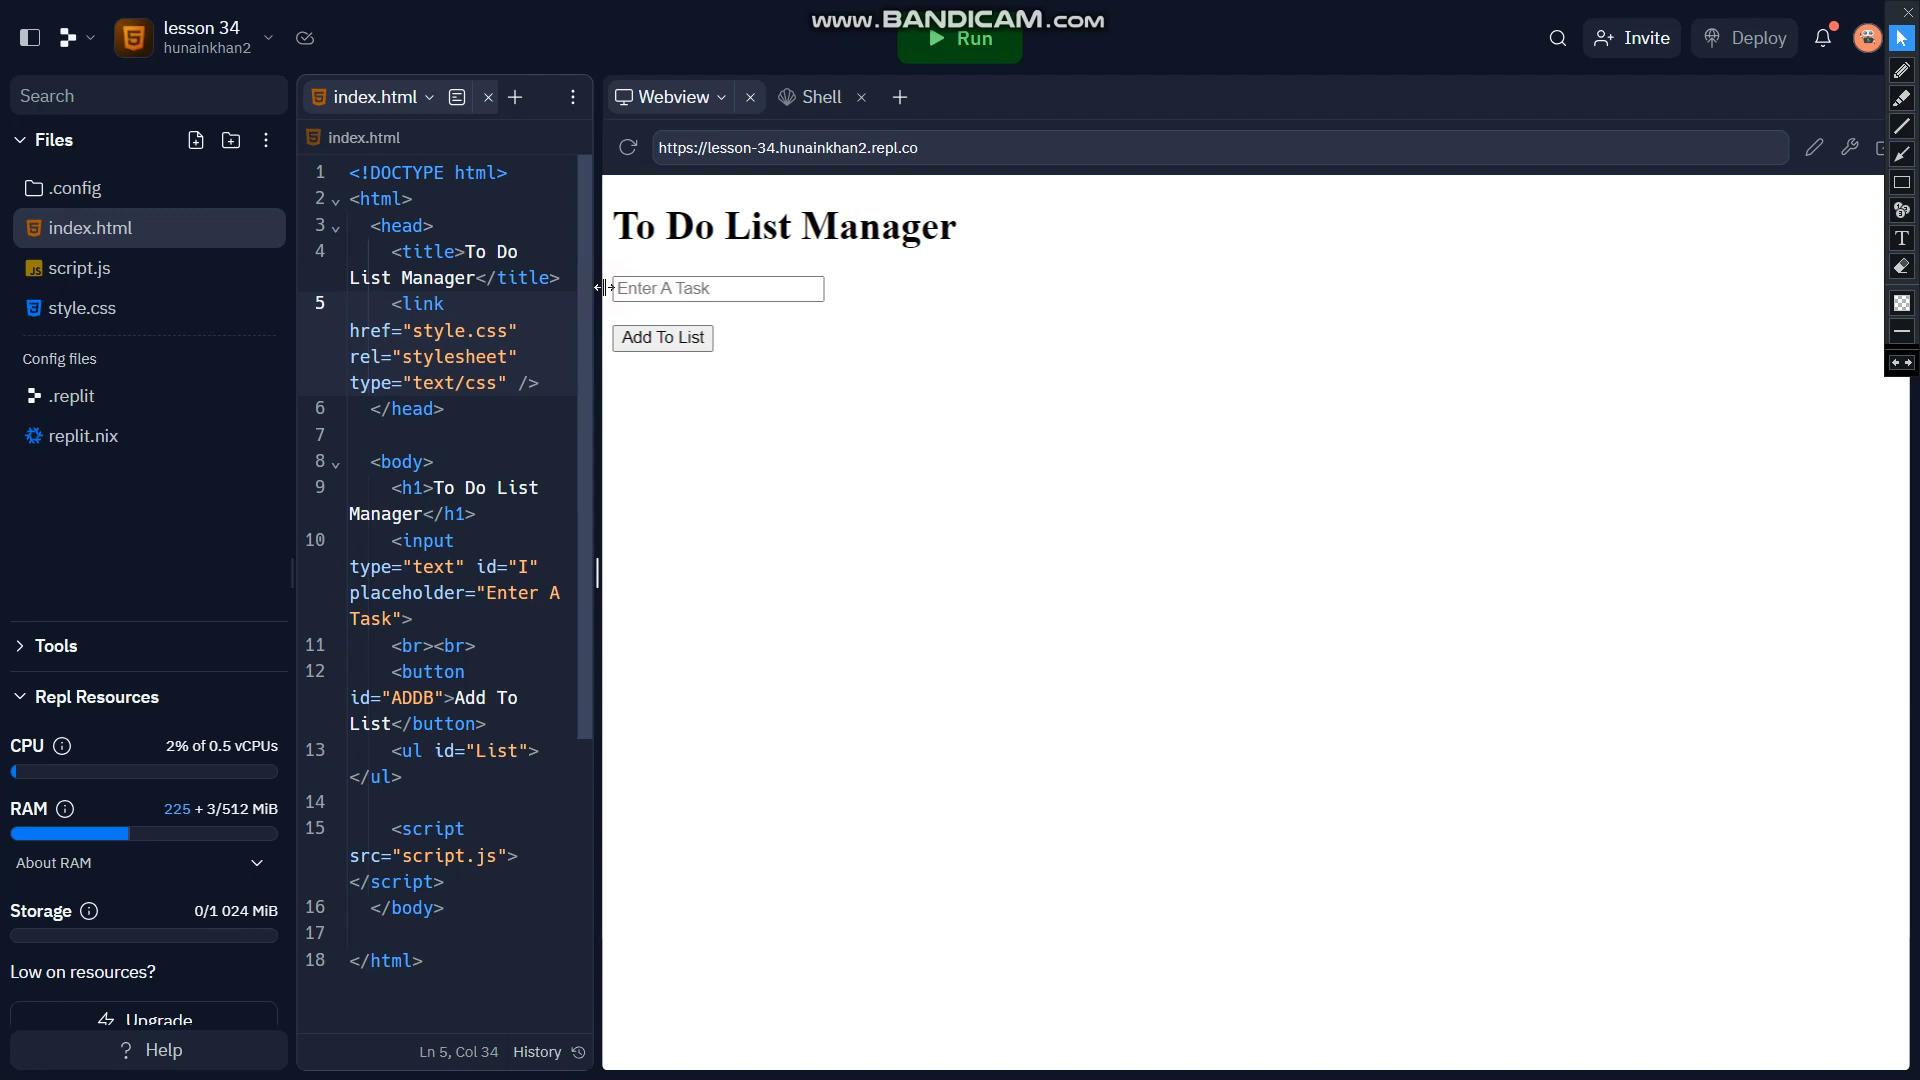 www.BANDICAM.com
lesson 34
hunainkhan2
Run
Invite
Deploy
Search
Files
.config
index.html
script.js
style.css
Config files
.replit
replit.nix
Tools
Repl Resources
CPU
2% of 0.5 vCPUs
RAM
225 + 3/512 MiB
About RAM
Storage
0/1 024 MiB
Low on resources?
Upgrade
? Help
index.html
index.html
1 <!DOCTYPE html>
2 <html>
3 <head>
4 <title>To Do
List Manager</title>
5 <link
href="style.css"
rel="stylesheet"
type="text/css" />
6 </head>
7
8 <body>
9 <h1>To Do List
Manager</h1>
10 <input
type="text" id="I"
placeholder="Enter A
Task">
11 <br><br>
12 <button
id="ADDB">Add To
List</button>
13 <ul id="List">
</ul>
14
15 <script
src="script.js">
</script>
16 </body>
17
18 </html>
Ln 5, Col 34 History
Webview
Shell
https://lesson-34.hunainkhan2.repl.co
To Do List Manager
Enter A Task
Add To List
T